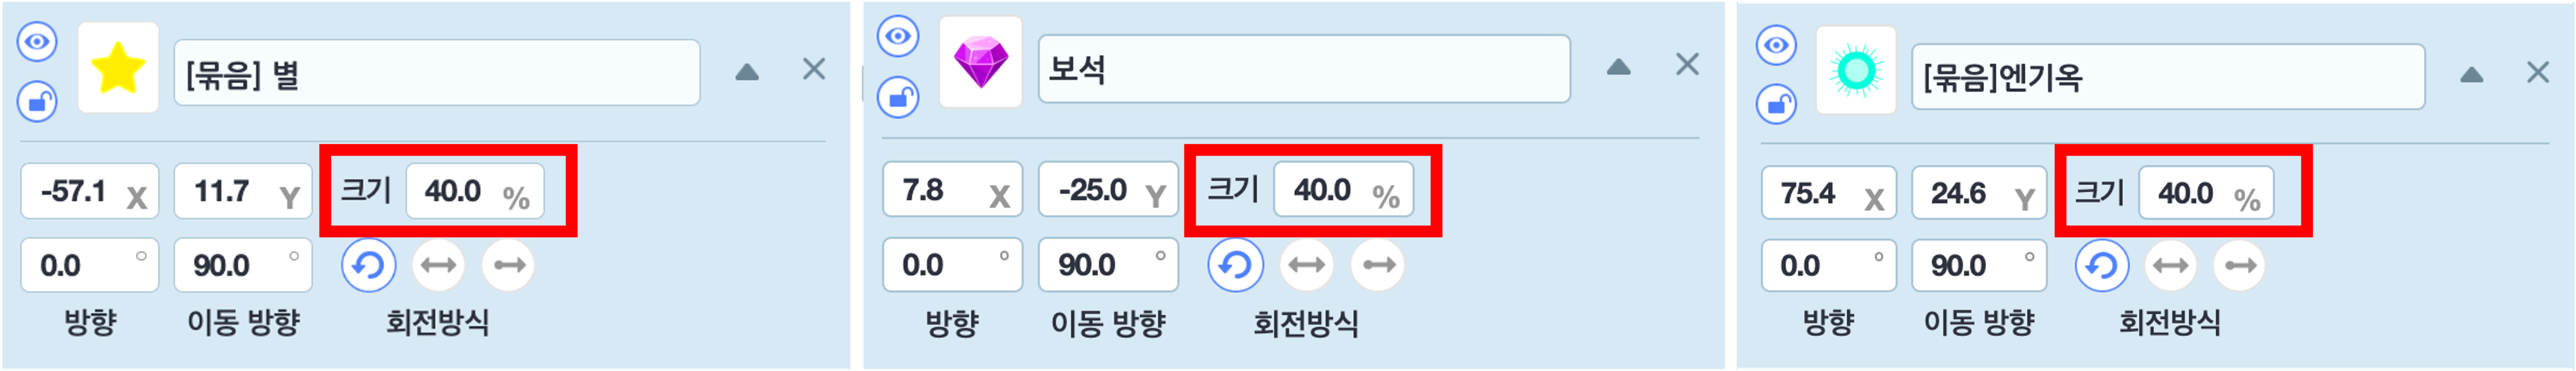 [묶음] 별
-57.1 X 11.7 Y 크기 40.0 %
0.0 ° 90.0 °
방향 이동 방향 회전방식
보석
7.8 X -25.0 Y 크기 40.0 %
0.0 ° 90.0 °
방향 이동 방향 회전방식
[묶음]엔기옥
75.4 X 24.6 Y 크기 40.0 %
0.0 ° 90.0 °
방향 이동 방향 회전방식